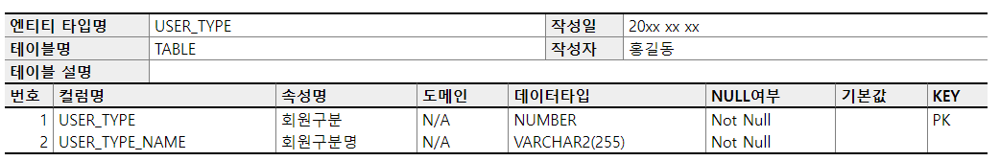 엔티티 타입명 USER_TYPE 작성일 20xx xx xx
테이블명 TABLE 작성자 홍길동
테이블 설명
번호 컬럼명 속성명 도메인 데이터타입 NULL여부 기본값 KEY
1 USER_TYPE 회원구분 N/A NUMBER Not Null PK
2 USER_TYPE_NAME 회원구분명 N/A VARCHAR2(255) Not Null